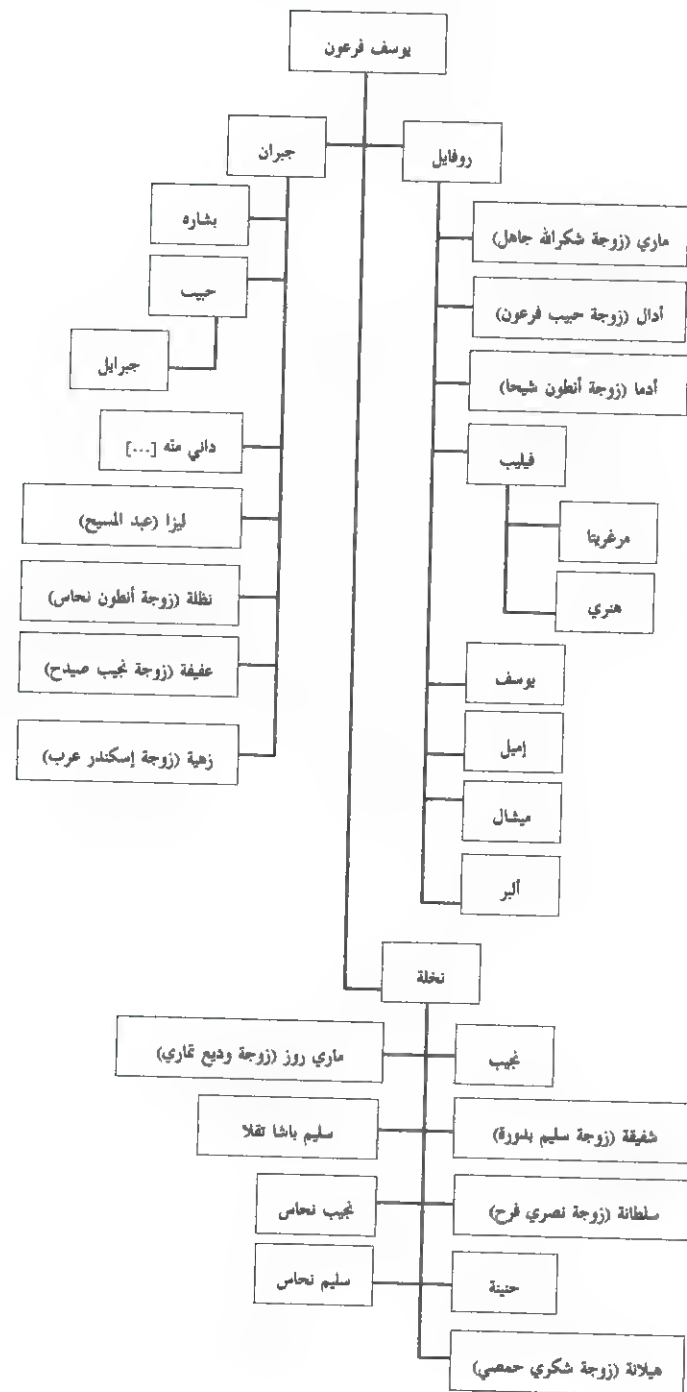 يوسف فرعون
روفايل
جبران
ماري (زوجة شكرالله جاهل)
أدال (زوجة حبيب فرعون)
أدما (زوجة أنطون شيحا)
فيليب
مرغريتا
هنري
يوسف
إميل
ميشال
ألبر
بشاره
حبيب
جبرايل
داني مته [...]
ليزا (عبد المسيح)
نظلة (زوجة أنطون نحاس)
عفيفة (زوجة نجيب صيدح)
زهية (زوجة إسكندر عرب)
نخلة
نجيب
ماري روز (زوجة وديع تماري)
شفيقة (زوجة سليم بدورة)
سليم باشا تقلا
سلطانة (زوجة نصري فرح)
نجيب نحاس
حنينة
سليم نحاس
هيلانة (زوجة شكري حمصي)